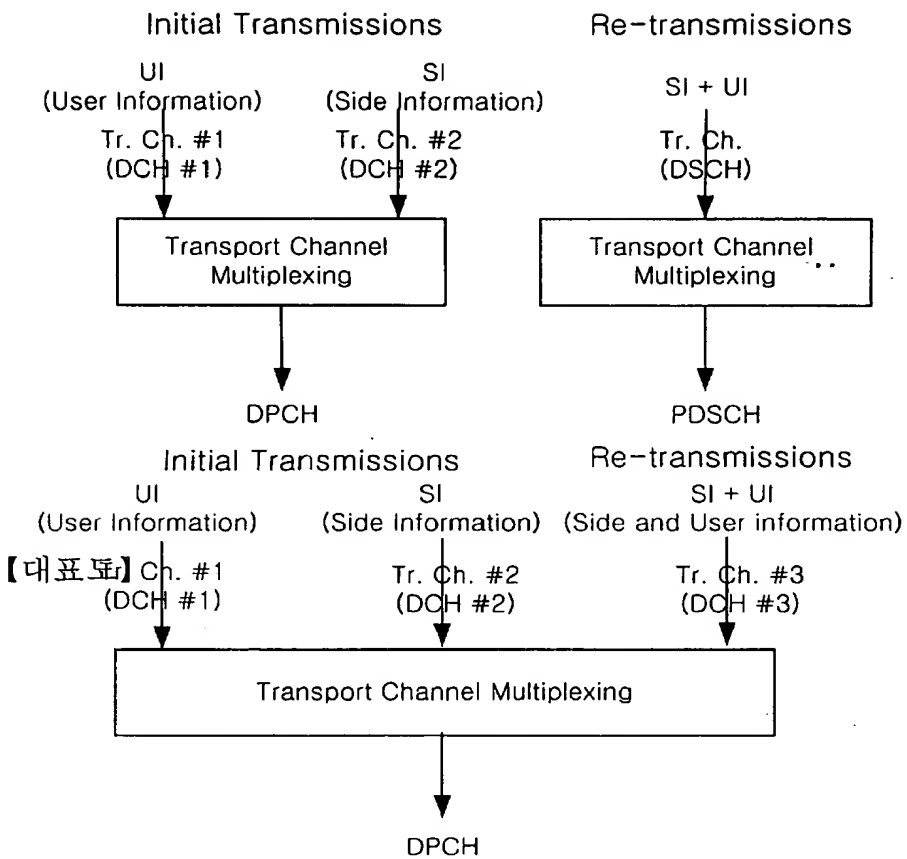 Initial Transmissions
Re-transmissions
UI
(User Information)
SI
(Side Information)
SI + UI
Tr. Ch. #1
(DCH #1)
Tr. Ch. #2
(DCH #2)
Tr. Ch.
(DSCH)
Transport Channel
Multiplexing
Transport Channel
Multiplexing
DPCH
PDSCH
Initial Transmissions
Re-transmissions
UI
(User Information)
SI
(Side Information)
SI + UI
(Side and User information)
【대표도】 Ch. #1
(DCH #1)
Tr. Ch. #2
(DCH #2)
Tr. Ch. #3
(DCH #3)
Transport Channel Multiplexing
DPCH